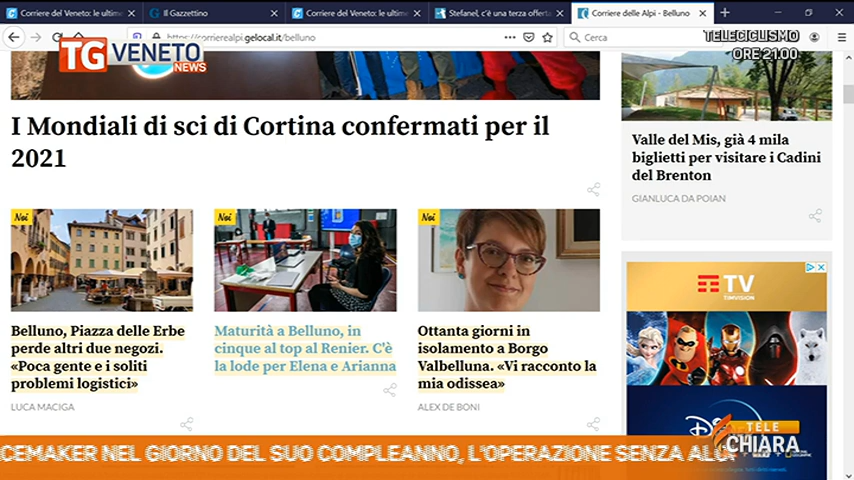 Corriere del Veneto: le ultime
Il Gazzettino
Corriere del Veneto: le ultime
Stefanel, c'è una terza offerta
Corriere delle Alpi - Belluno
https://corrierealpi.gelocal.it/belluno
Cerca
TELECICLISMO
ORE 21.00
TG VENETO
NEWS
I Mondiali di sci di Cortina confermati per il
2021
Valle del Mis, già 4 mila
biglietti per visitare i Cadini
del Brenton
GIANLUCA DA POIAN
Noi
Noi
Noi
Belluno, Piazza delle Erbe
perde altri due negozi.
«Poca gente e i soliti
problemi logistici»
LUCA MACIGA
Maturità a Belluno, in
cinque al top al Renier. C'è
la lode per Elena e Arianna
Ottanta giorni in
isolamento a Borgo
Valbelluna. «Vi racconto la
mia odissea»
ALEX DE BONI
TV
TIMVISION
TELE
CHIARA
CEMAKER NEL GIORNO DEL SUO COMPLEANNO, L'OPERAZIONE SENZA